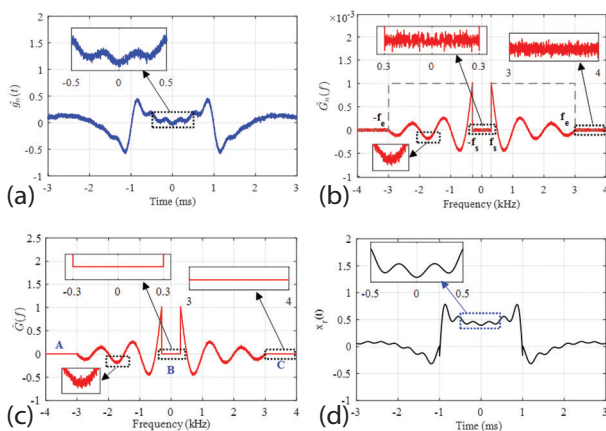 (a)
ĝₙ(t)
2
1.5
1
0.5
0
-0.5
-1
-0.5 0 0.5
-3 -2 -1 0 1 2 3
Time (ms)
(b)
×10⁻³
Ĝₙ(f)
2
1.5
1
0.5
0
-0.5
-1
0.3 0 0.3
3 4
-fₑ -fₛ fₛ fₑ
-4 -3 -2 -1 0 1 2 3 4
Frequency (kHz)
(c)
Ĝ(f)
2.5
2
1.5
1
0.5
0
-0.5
-1
-0.3 0 0.3
3 4
A B C
-4 -3 -2 -1 0 1 2 3 4
Frequency (kHz)
(d)
xᵣ(t)
2
1.5
1
0.5
0
-0.5
-1
-0.5 0 0.5
-3 -2 -1 0 1 2 3
Time (ms)